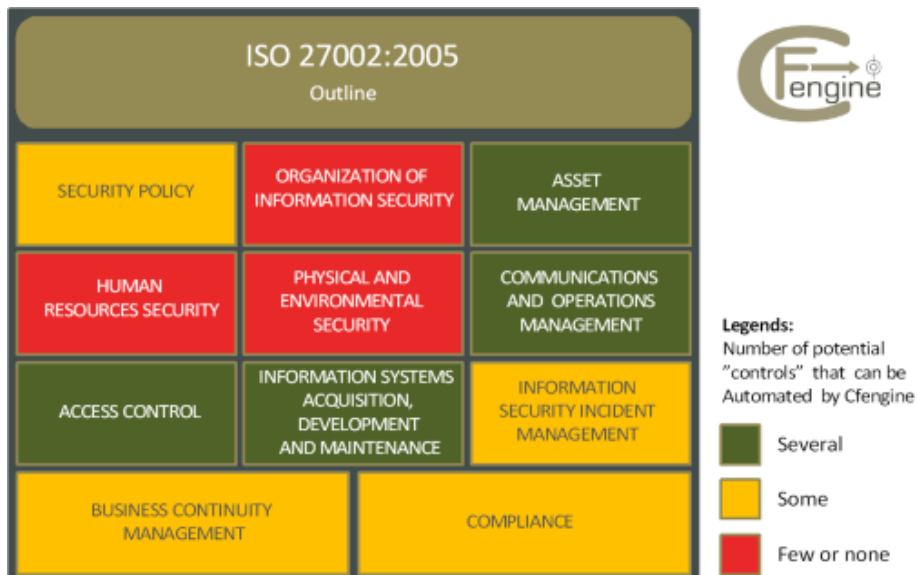 ISO 27002:2005
Outline
CFengine
SECURITY POLICY
ORGANIZATION OF
INFORMATION SECURITY
ASSET
MANAGEMENT
HUMAN
RESOURCES SECURITY
PHYSICAL AND
ENVIRONMENTAL
SECURITY
COMMUNICATIONS
AND OPERATIONS
MANAGEMENT
ACCESS CONTROL
INFORMATION SYSTEMS
ACQUISITION,
DEVELOPMENT
AND MAINTENANCE
INFORMATION
SECURITY INCIDENT
MANAGEMENT
BUSINESS CONTINUITY
MANAGEMENT
COMPLIANCE
Legends:
Number of potential
"controls" that can be
Automated by Cfengine
Several
Some
Few or none